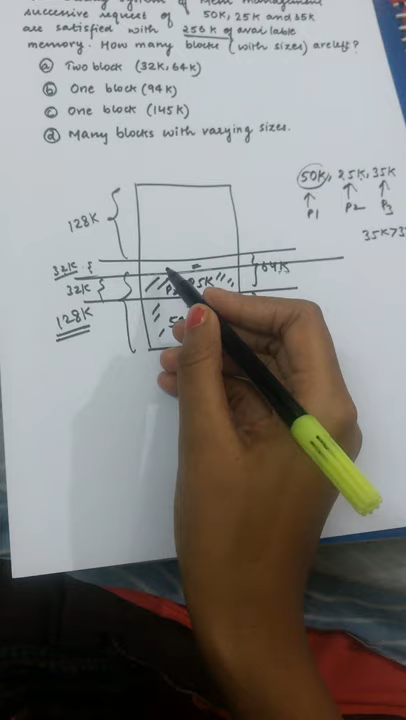 successive request of 50K, 25K and 35K
are satisfied with 256 K of available
memory. How many blocks (with sizes) are left?
ⓐ Two block (32K, 64K)
ⓑ One block (94K)
ⓒ One block (145K)
ⓓ Many blocks with varying sizes.
50K, 25K, 35K
P1 P2 P3
35K>3
128K
32K
64K
32K
25K
128K